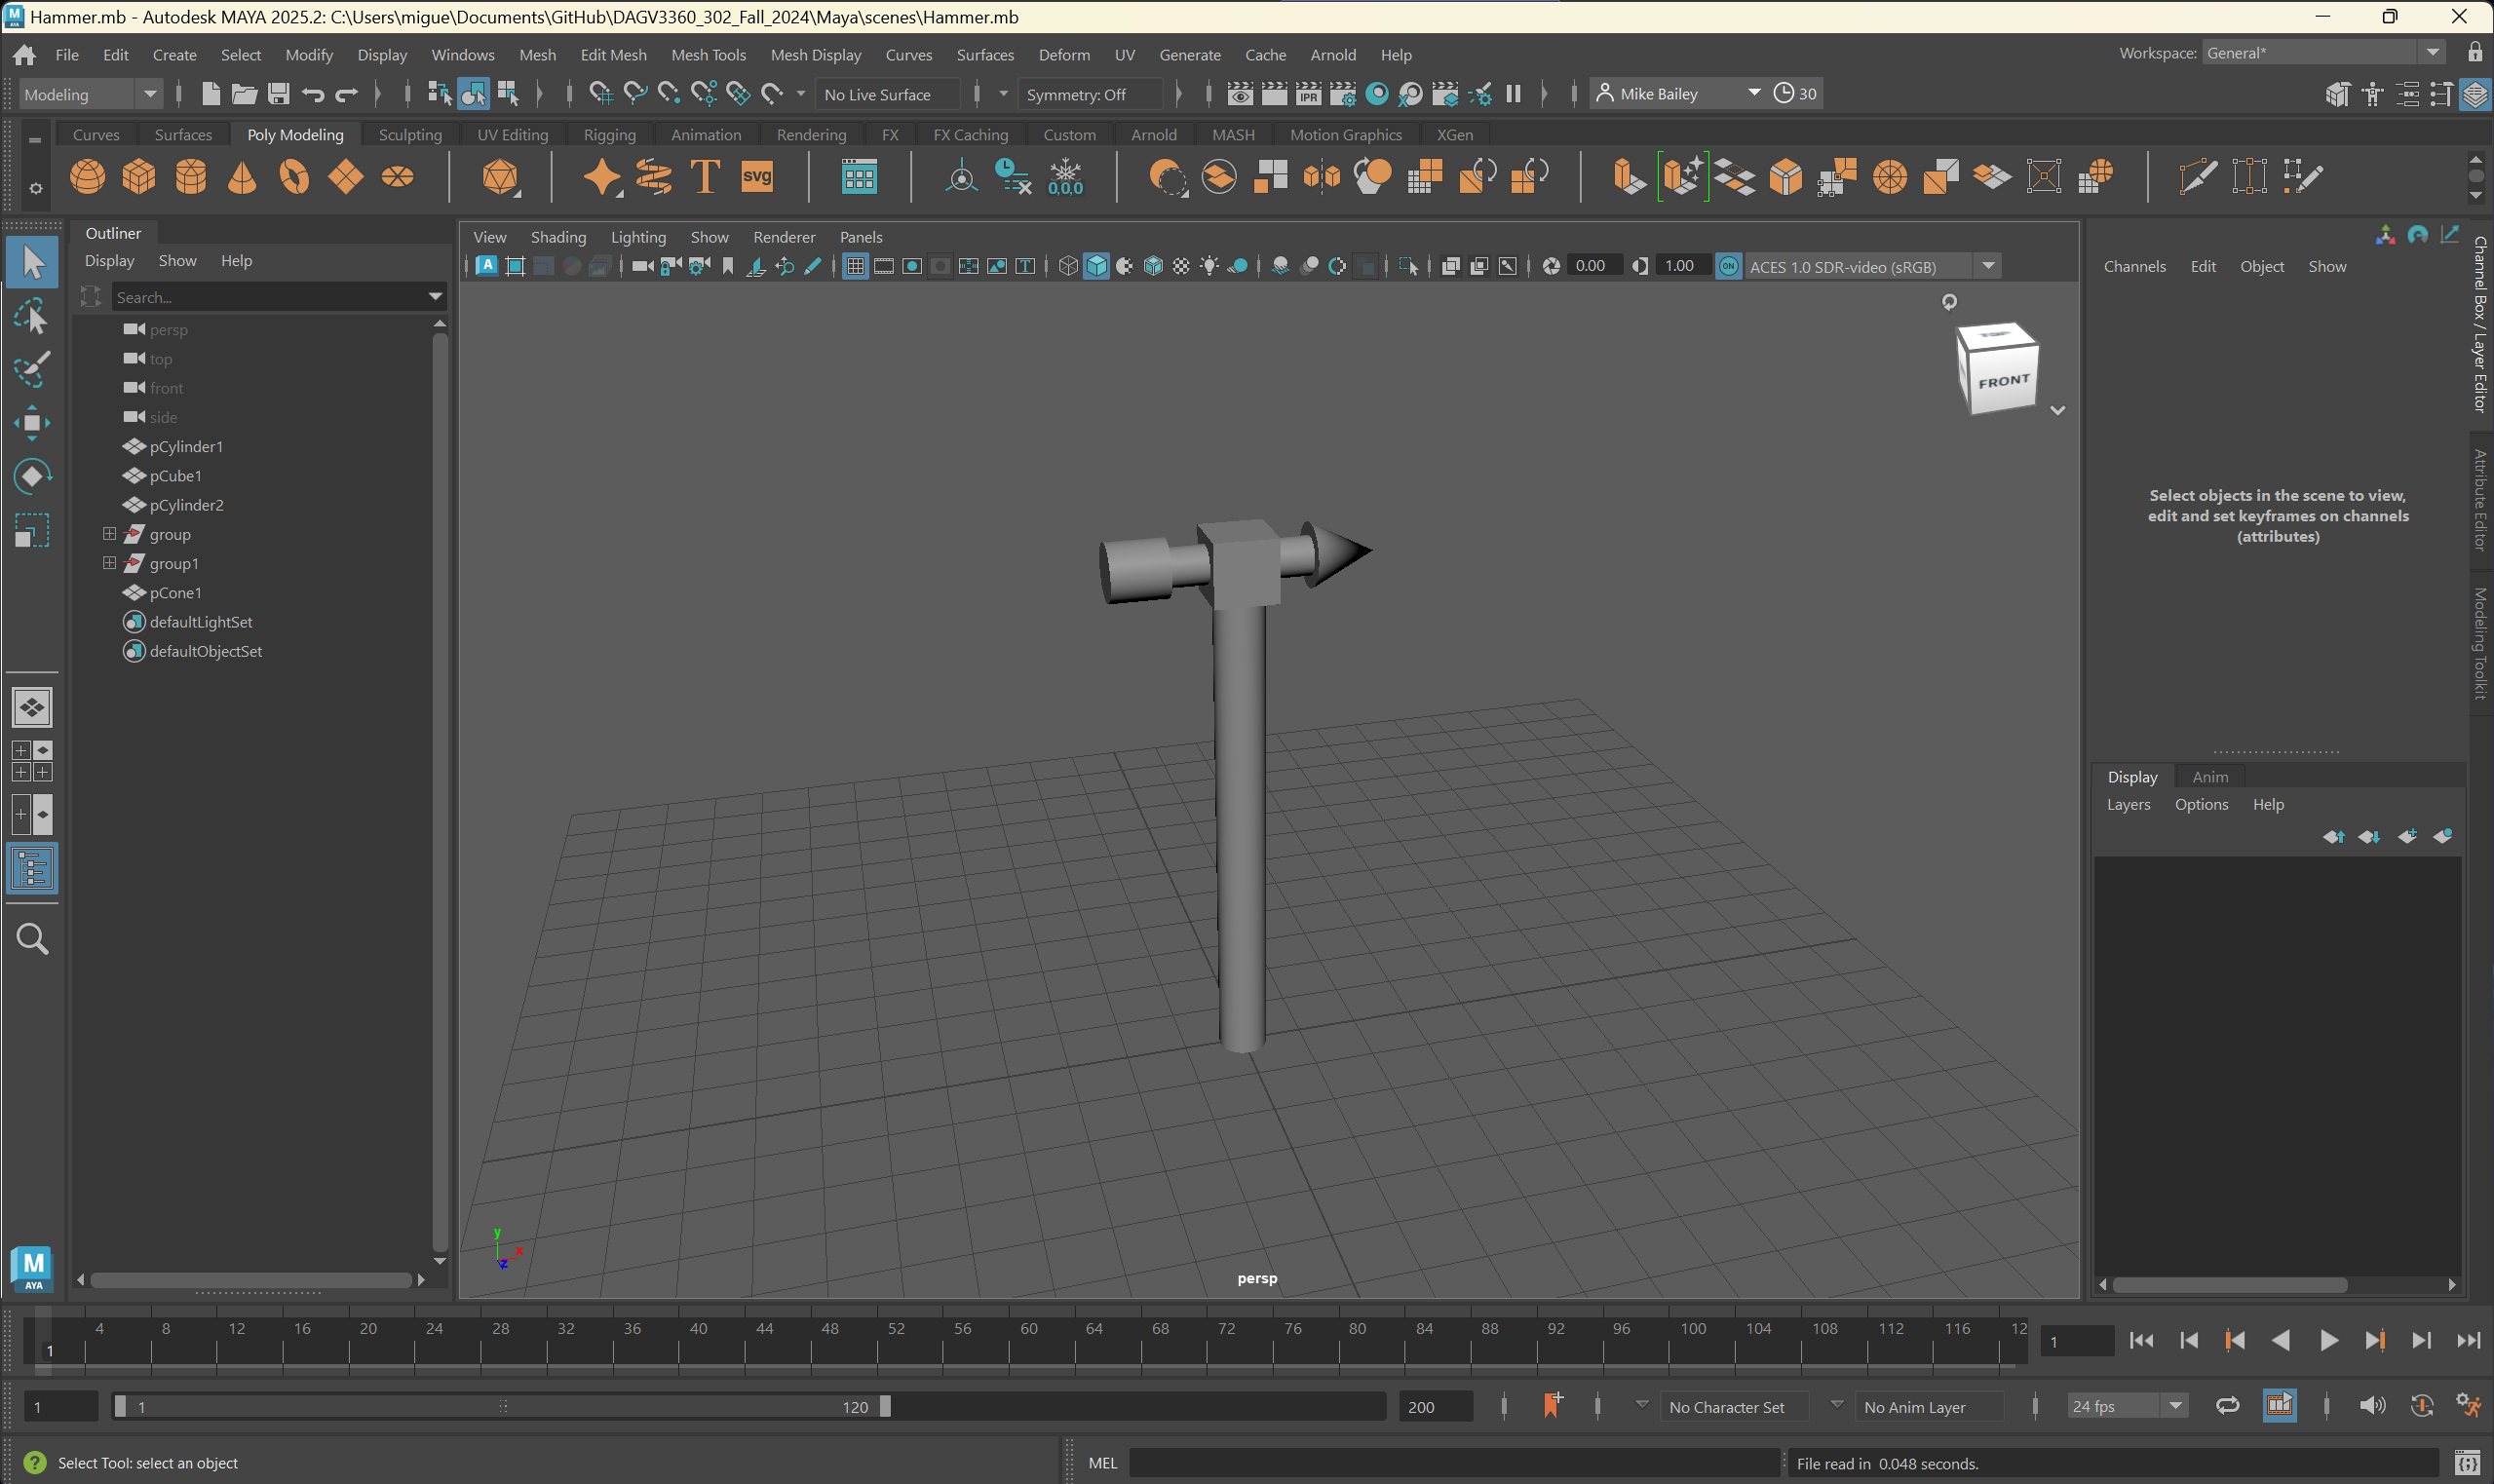 Hammer.mb - Autodesk MAYA 2025.2: C:\Users\migue\Documents\GitHub\DAGV3360_302_Fall_2024\Maya\scenes\Hammer.mb
File Edit Create Select Modify Display Windows Mesh Edit Mesh Mesh Tools Mesh Display Curves Surfaces Deform UV Generate Cache Arnold Help
Workspace: General*
Modeling
No Live Surface
Symmetry: Off
IPR
Mike Bailey
30
Curves Surfaces Poly Modeling Sculpting UV Editing Rigging Animation Rendering FX FX Caching Custom Arnold MASH Motion Graphics XGen
T
svg
0,0,0
Outliner
Display Show Help
Search...
persp
top
front
side
pCylinder1
pCube1
pCylinder2
group
group1
pCone1
defaultLightSet
defaultObjectSet
View Shading Lighting Show Renderer Panels
0.00
1.00
ON
ACES 1.0 SDR-video (sRGB)
TOP
FRONT
y
x
z
persp
Channels Edit Object Show
Select objects in the scene to view,
edit and set keyframes on channels
(attributes)
Channel Box / Layer Editor
Attribute Editor
Modeling Toolkit
Display Anim
Layers Options Help
M
AYA
4 8 12 16 20 24 28 32 36 40 44 48 52 56 60 64 68 72 76 80 84 88 92 96 100 104 108 112 116 12
1
1
1
1
120
200
No Character Set
No Anim Layer
24 fps
Select Tool: select an object
MEL
File read in 0.048 seconds.